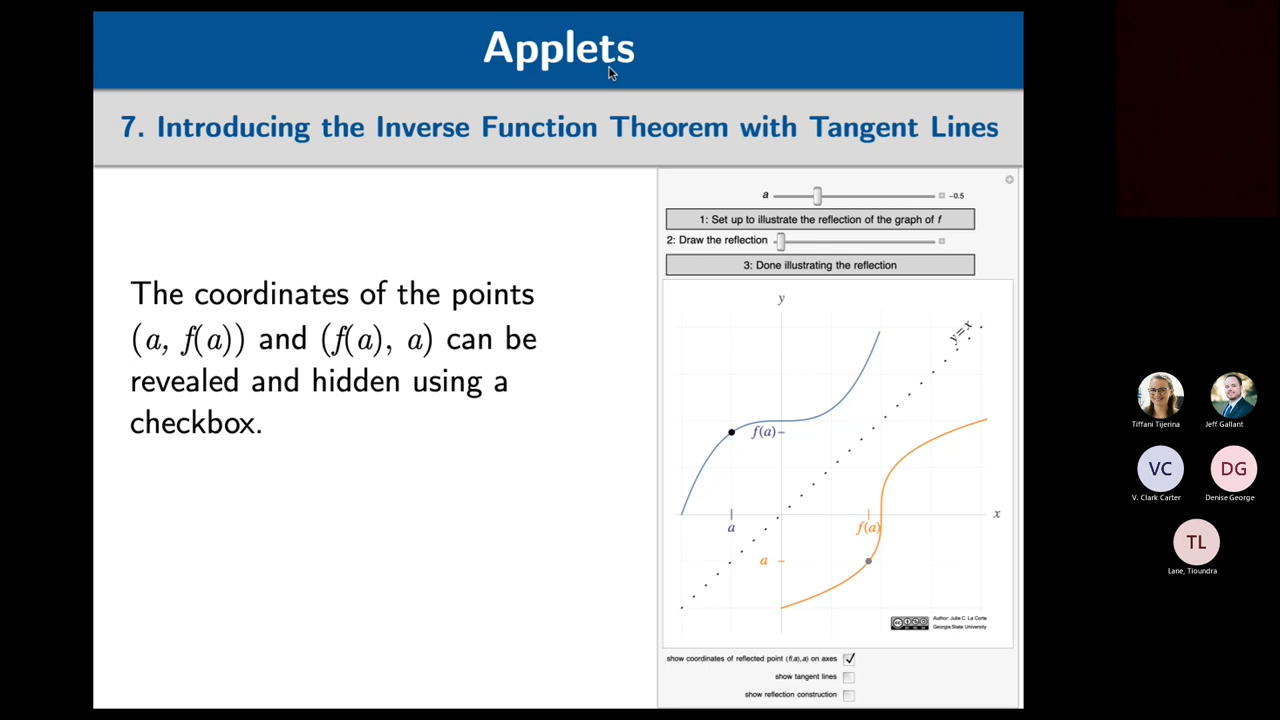 Applets
7. Introducing the Inverse Function Theorem with Tangent Lines
The coordinates of the points
(a, f(a)) and (f(a), a) can be
revealed and hidden using a
checkbox.
a -0.5
1: Set up to illustrate the reflection of the graph of f
2: Draw the reflection
3: Done illustrating the reflection
y
y=x
f(a)
x
a
f(a)
a
Author: Julie C. La Corte
Georgia State University
show coordinates of reflected point (f(a),a) on axes
show tangent lines
show reflection construction
Tiffani Tijerina
Jeff Gallant
VC
DG
V. Clark Carter
Denise George
TL
Lane, Tioundra